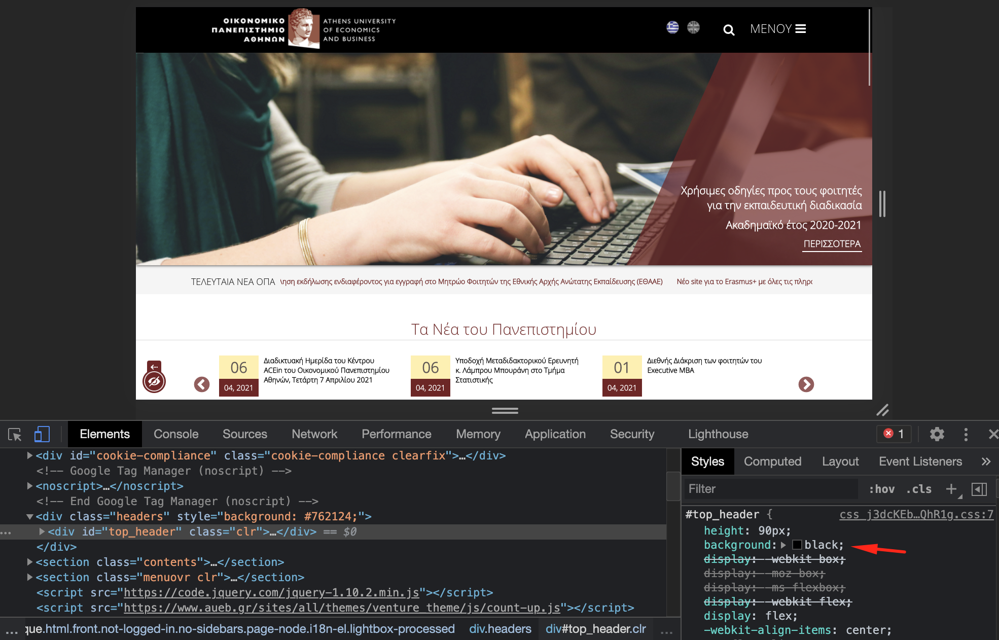 ΟΙΚΟΝΟΜΙΚΟ
ΠΑΝΕΠΙΣΤΗΜΙΟ
ΑΘΗΝΩΝ
ATHENS UNIVERSITY
OF ECONOMICS
AND BUSINESS
ΜΕΝΟΥ
Χρήσιμες οδηγίες προς τους φοιτητές
για την εκπαιδευτική διαδικασία
Ακαδημαϊκό έτος 2020-2021
ΠΕΡΙΣΣΟΤΕΡΑ
ΤΕΛΕΥΤΑΙΑ ΝΕΑ ΟΠΑ
ληση εκδήλωσης ενδιαφέροντος για εγγραφή στο Μητρώο Φοιτητών της Εθνικής Αρχής Ανώτατης Εκπαίδευσης (ΕΘΑΑΕ) Νέο site για το Erasmus+ με όλες τις πληρο
Τα Νέα του Πανεπιστημίου
06
04, 2021
Διαδικτυακή Ημερίδα του Κέντρου
ACEin του Οικονομικού Πανεπιστημίου
Αθηνών, Τετάρτη 7 Απριλίου 2021
06
04, 2021
Υποδοχή Μεταδιδακτορικού Ερευνητή
κ. Λάμπρου Μπουράνη στο Τμήμα
Στατιστικής
01
04, 2021
Διεθνής Διάκριση των φοιτητών του
Executive MBA
Elements Console Sources Network Performance Memory Application Security Lighthouse 1
<div id="cookie-compliance" class="cookie-compliance clearfix">…</div>
<!-- Google Tag Manager (noscript) -->
<noscript>…</noscript>
<!-- End Google Tag Manager (noscript) -->
<div class="headers" style="background: #762124;">
<div id="top_header" class="clr">…</div> == $0
</div>
<section class="contents">…</section>
<section class="menuovr clr">…</section>
<script src="https://code.jquery.com/jquery-1.10.2.min.js"></script>
<script src="https://www.aueb.gr/sites/all/themes/venture_theme/js/count-up.js"></script>
... que.html.front.not-logged-in.no-sidebars.page-node.i18n-el.lightbox-processed div.headers div#top_header.clr ...
Styles Computed Layout Event Listeners
Filter :hov .cls
#top_header { css_j3dcKEb…QhR1g.css:7
height: 90px;
background: black;
display: -webkit-box;
display: -moz-box;
display: -ms-flexbox;
display: -webkit-flex;
display: flex;
-webkit-align-items: center;